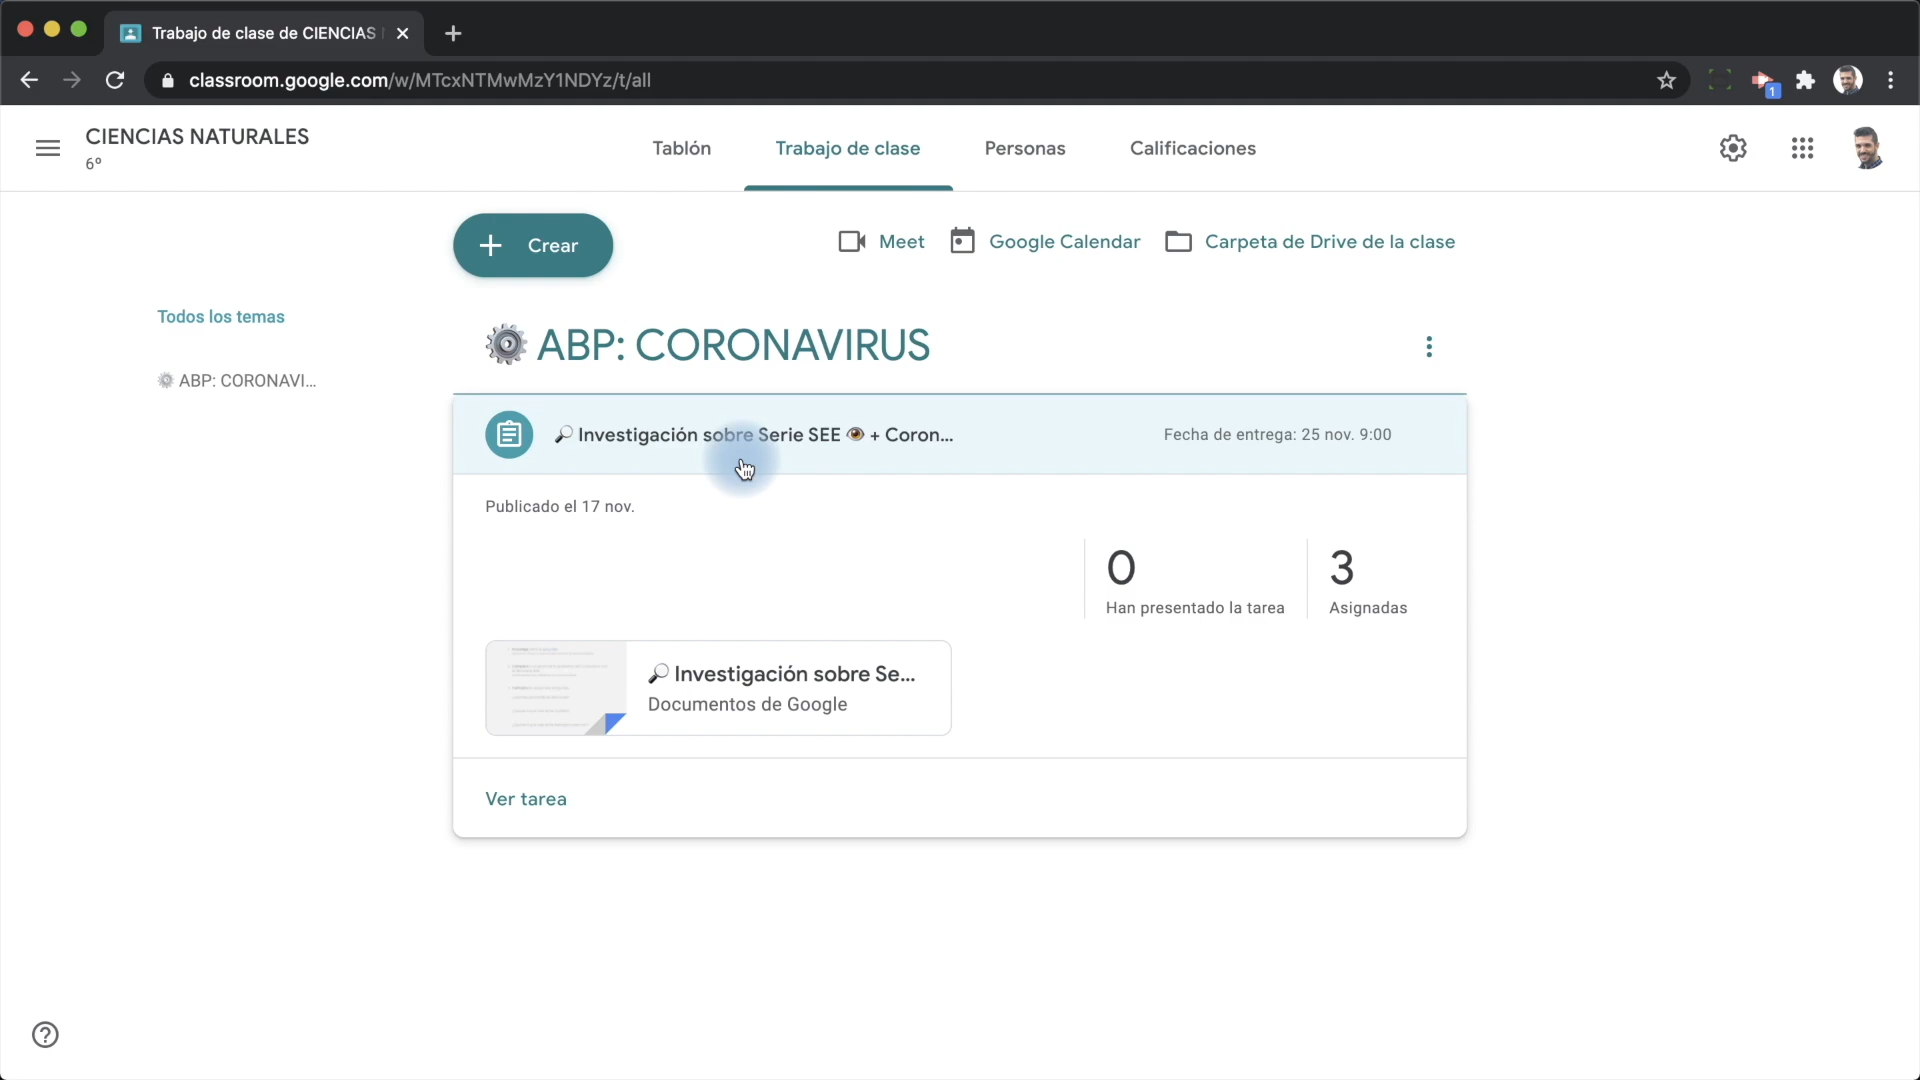 Trabajo de clase de CIENCIAS
classroom.google.com/w/MTcxNTMwMzY1NDYz/t/all
1
CIENCIAS NATURALES
6º
Tablón
Trabajo de clase
Personas
Calificaciones
Crear
Meet
Google Calendar
Carpeta de Drive de la clase
Todos los temas
ABP: CORONAVI...
ABP: CORONAVIRUS
Investigación sobre Serie SEE 👁 + Coron...
Fecha de entrega: 25 nov. 9:00
Publicado el 17 nov.
0
Han presentado la tarea
3
Asignadas
Investigación sobre Se...
Documentos de Google
Ver tarea